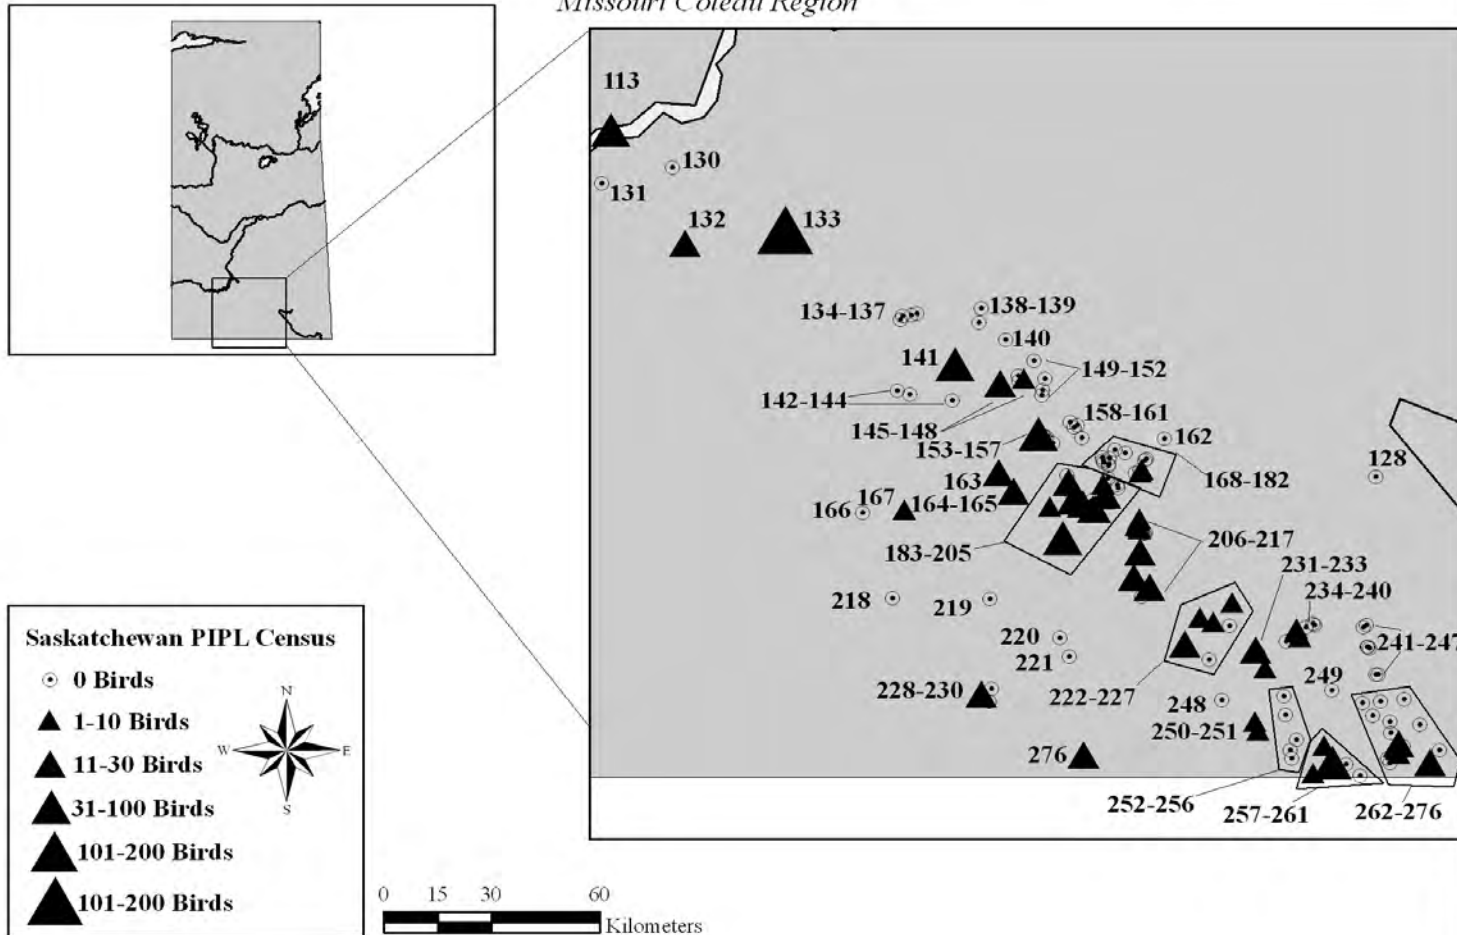 Missouri Coteau Region
113
130
131
132
133
134-137
138-139
140
141
149-152
142-144
145-148
158-161
153-157
162
128
163
168-182
167
164-165
166
183-205
206-217
231-233
234-240
218
219
220
241-247
221
222-227
249
228-230
248
250-251
276
252-256
257-261
262-276
Saskatchewan PIPL Census
0 Birds
1-10 Birds
11-30 Birds
31-100 Birds
101-200 Birds
101-200 Birds
N
W
E
S
0 15 30 60
Kilometers